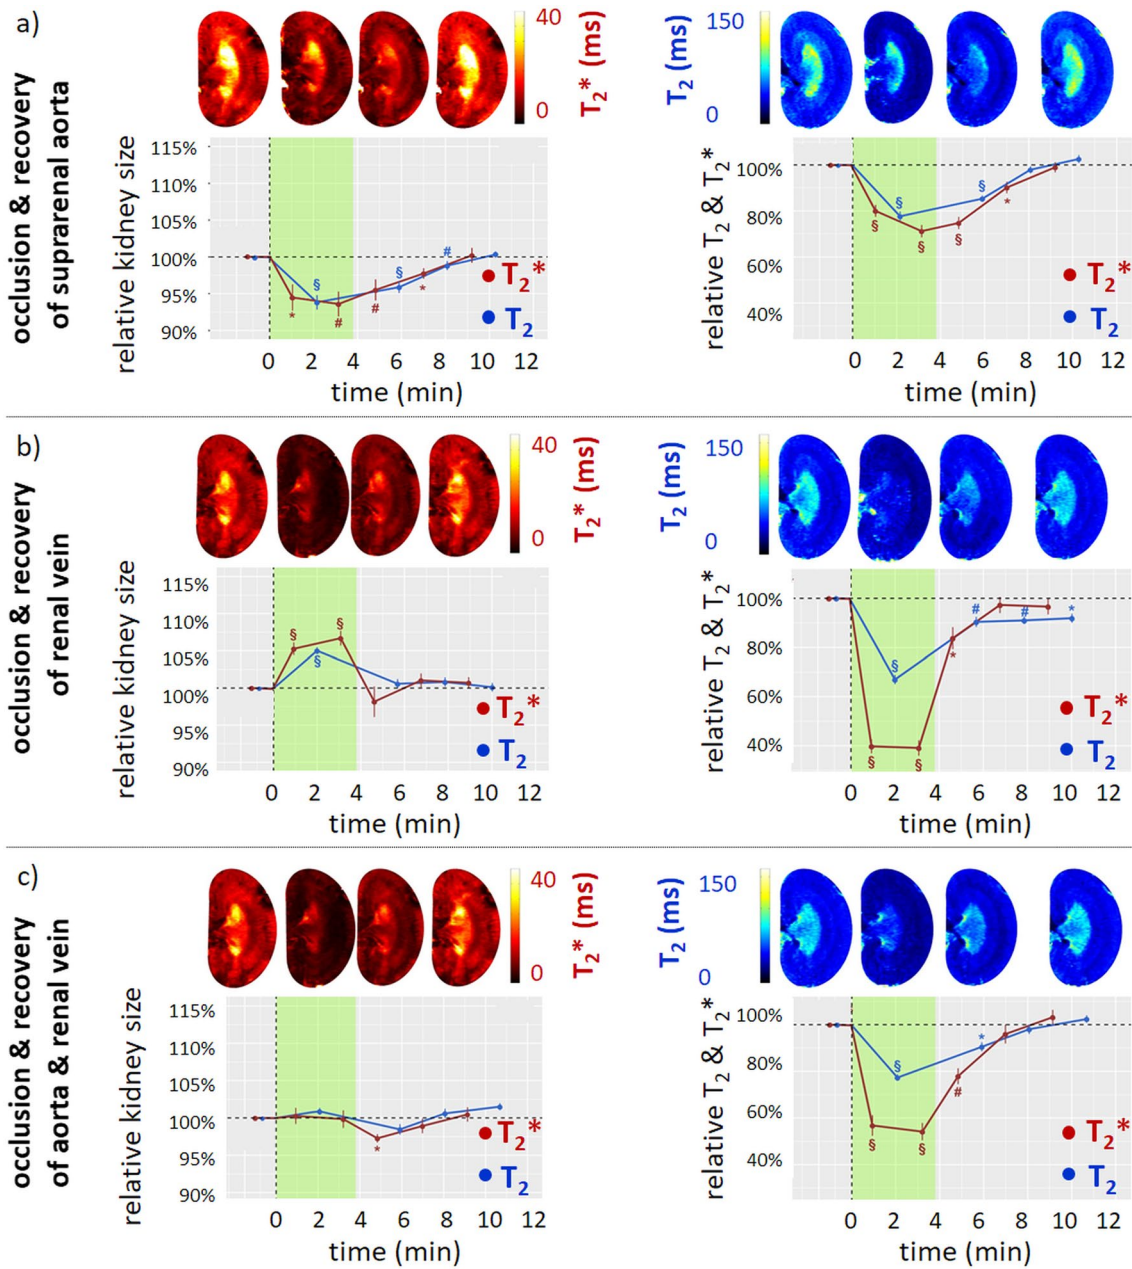 a)
occlusion & recovery
of suprarenal aorta
40
0
T2* (ms)
150
0
T2 (ms)
relative kidney size
115%
110%
105%
100%
95%
90%
§
§
#
*
#
#
*
T2*
T2
0 2 4 6 8 10 12
time (min)
relative T2 & T2*
100%
80%
60%
40%
§
§
§
§
§
*
T2*
T2
0 2 4 6 8 10 12
time (min)
b)
occlusion & recovery
of renal vein
40
0
T2* (ms)
150
0
T2 (ms)
relative kidney size
115%
110%
105%
100%
95%
90%
§
§
§
T2*
T2
0 2 4 6 8 10 12
time (min)
relative T2 & T2*
100%
80%
60%
40%
§
#
#
*
*
§
§
T2*
T2
0 2 4 6 8 10 12
time (min)
c)
occlusion & recovery
of aorta & renal vein
40
0
T2* (ms)
150
0
T2 (ms)
relative kidney size
115%
110%
105%
100%
95%
90%
*
T2*
T2
0 2 4 6 8 10 12
time (min)
relative T2 & T2*
100%
80%
60%
40%
§
*
#
§
§
T2*
T2
0 2 4 6 8 10 12
time (min)